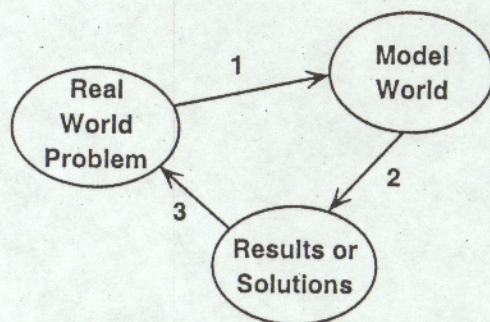 Real
World
Problem
1
Model
World
2
Results or
Solutions
3